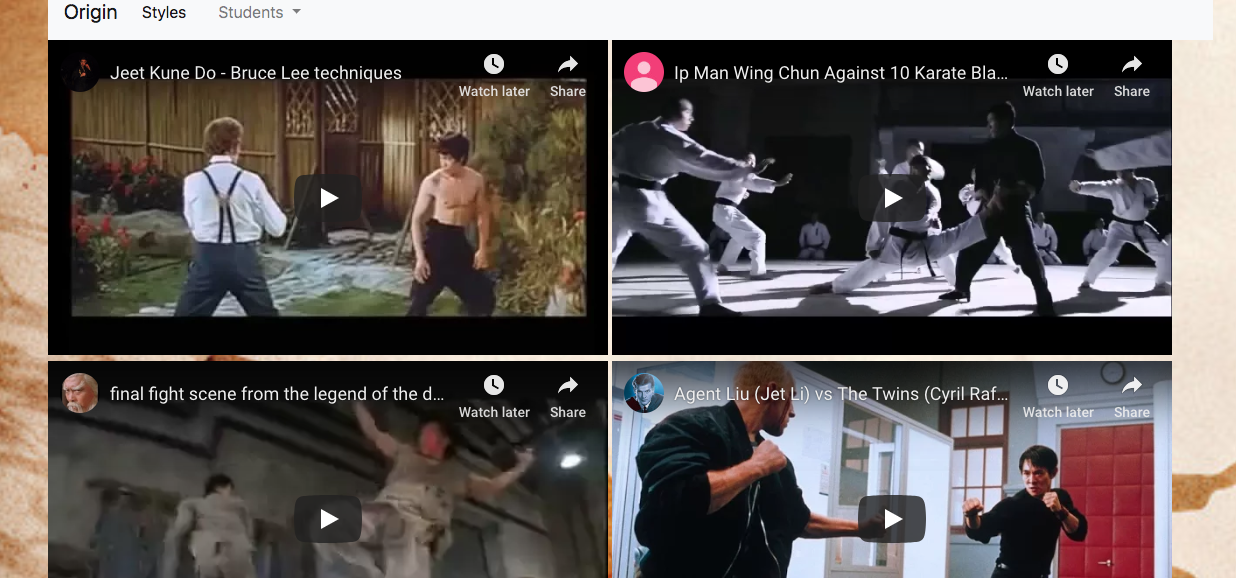 Origin Styles Students
Jeet Kune Do - Bruce Lee techniques
Watch later Share
Ip Man Wing Chun Against 10 Karate Bla...
Watch later Share
final fight scene from the legend of the d...
Watch later Share
Agent Liu (Jet Li) vs The Twins (Cyril Raf...
Watch later Share